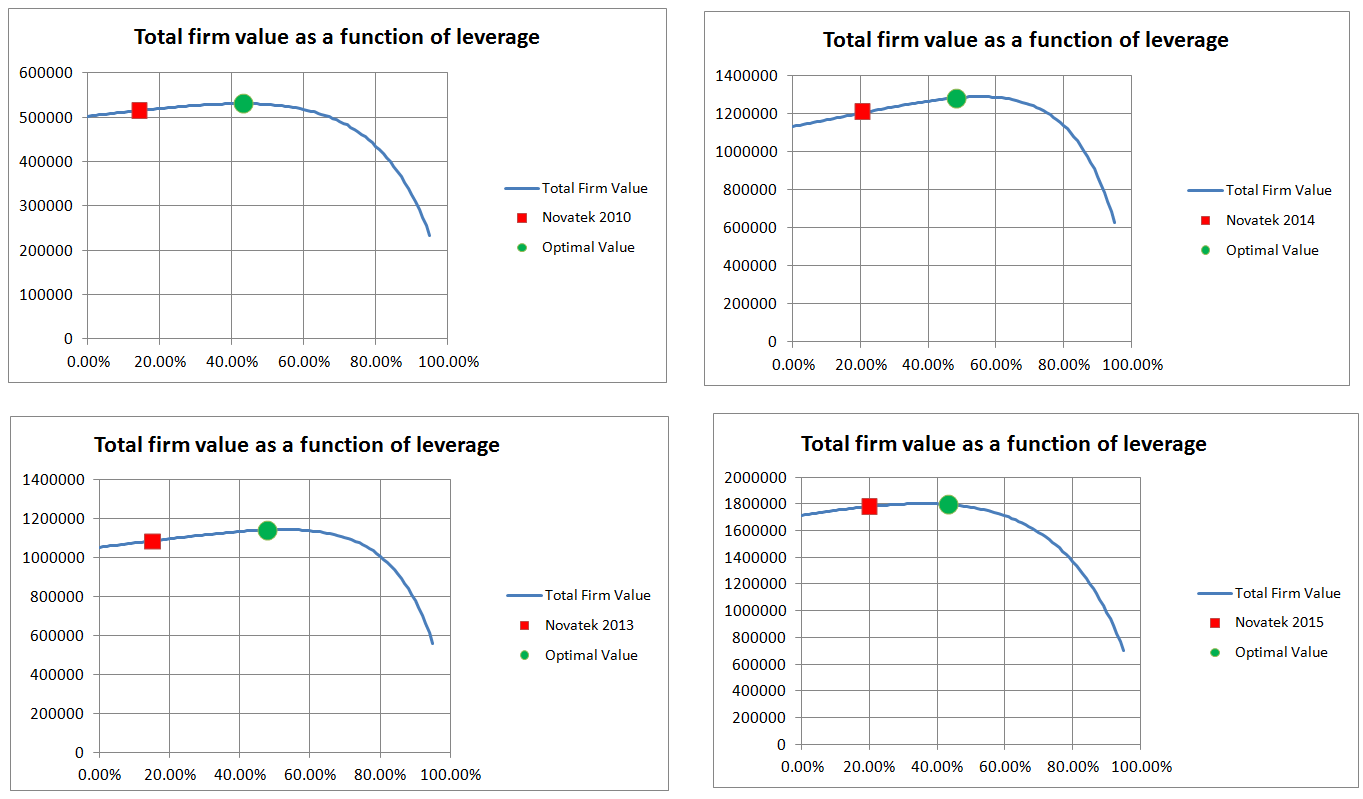 Total firm value as a function of leverage
600000
500000
400000
300000
200000
100000
0
0.00% 20.00% 40.00% 60.00% 80.00% 100.00%
Total Firm Value
Novatek 2010
Optimal Value
Total firm value as a function of leverage
1400000
1200000
1000000
800000
600000
400000
200000
0
0.00% 20.00% 40.00% 60.00% 80.00% 100.00%
Total Firm Value
Novatek 2014
Optimal Value
Total firm value as a function of leverage
1400000
1200000
1000000
800000
600000
400000
200000
0
0.00% 20.00% 40.00% 60.00% 80.00% 100.00%
Total Firm Value
Novatek 2013
Optimal Value
Total firm value as a function of leverage
2000000
1800000
1600000
1400000
1200000
1000000
800000
600000
400000
200000
0
0.00% 20.00% 40.00% 60.00% 80.00% 100.00%
Total Firm Value
Novatek 2015
Optimal Value